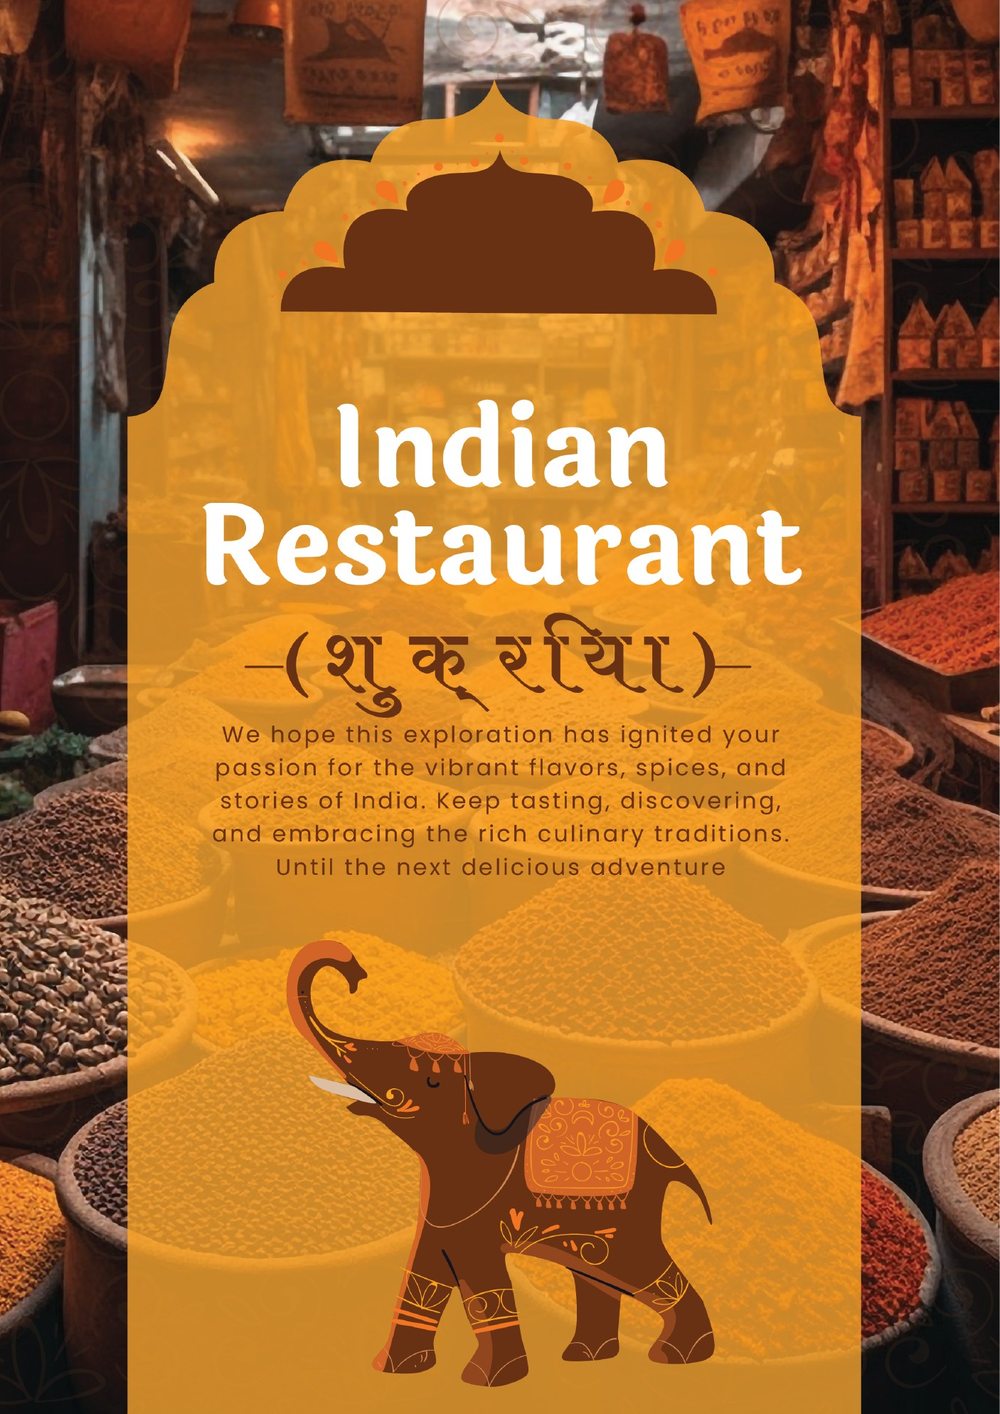 Indian
Restaurant
(शुक्रिया)
We hope this exploration has ignited your
passion for the vibrant flavors, spices, and
stories of India. Keep tasting, discovering,
and embracing the rich culinary traditions.
Until the next delicious adventure